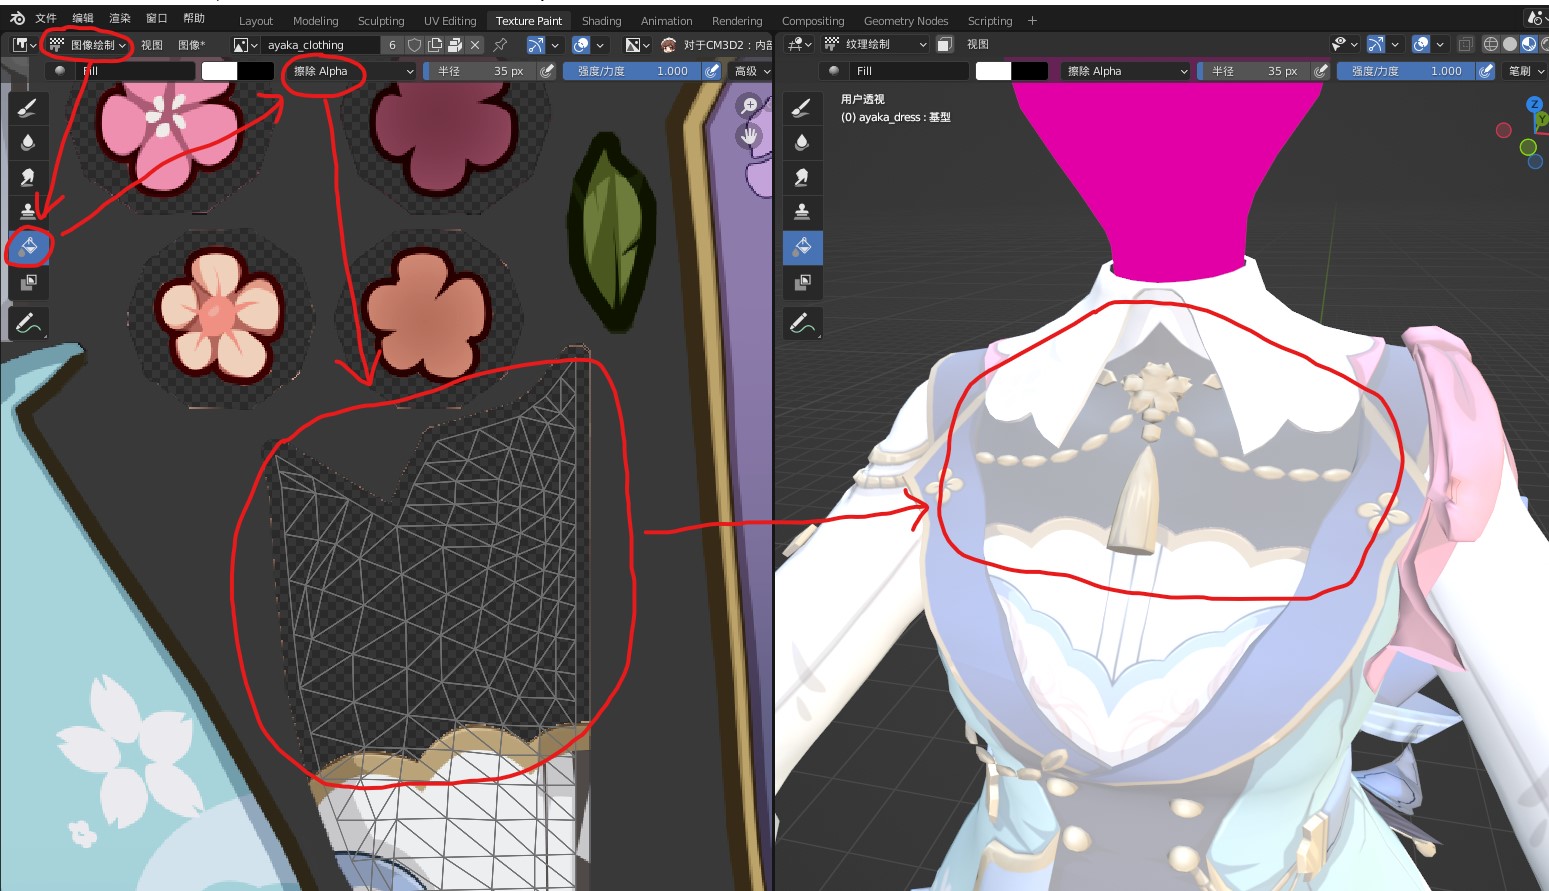 文件 编辑 渲染 窗口 帮助 Layout Modeling Sculpting UV Editing Texture Paint Shading Animation Rendering Compositing Geometry Nodes Scripting +
图像绘制 视图 图像* ayaka_clothing 6 对于CM3D2：内部 纹理绘制 视图
Fill 擦除 Alpha 半径 35 px 强度/力度 1.000 高级 Fill 擦除 Alpha 半径 35 px 强度/力度 1.000 笔刷
用户透视
(0) ayaka_dress : 基型
Z
Y